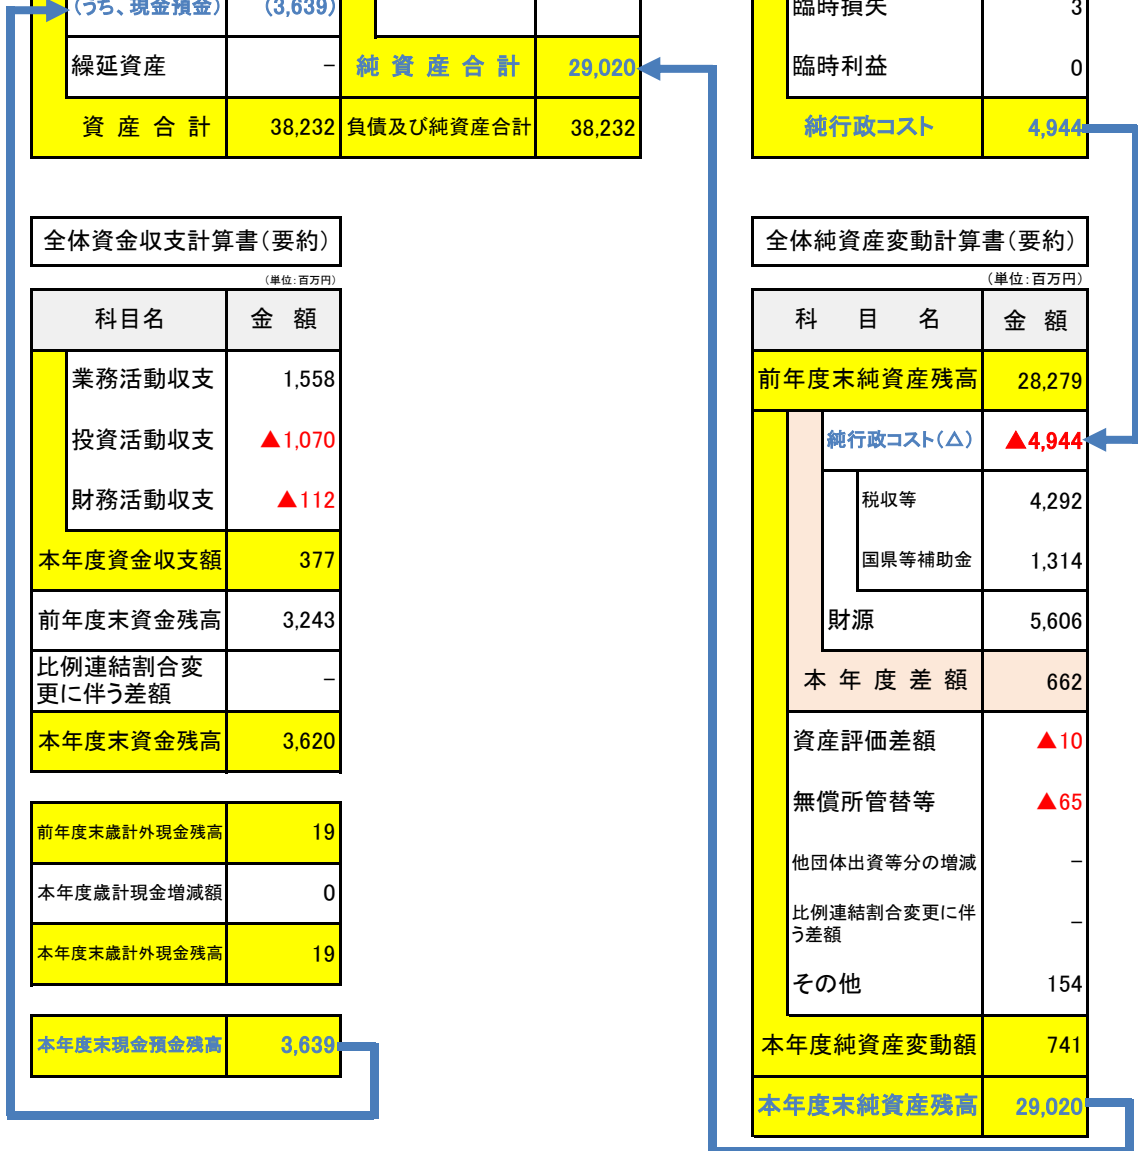 (うち、現金預金) (3,639)
繰延資産 － 純資産合計 29,020
資産合計 38,232 負債及び純資産合計 38,232
臨時損失 3
臨時利益 0
純行政コスト 4,944
全体資金収支計算書(要約)
(単位:百万円)
科目名 金額
業務活動収支 1,558
投資活動収支 ▲1,070
財務活動収支 ▲112
本年度資金収支額 377
前年度末資金残高 3,243
比例連結割合変
更に伴う差額 －
本年度末資金残高 3,620
前年度末歳計外現金残高 19
本年度歳計現金増減額 0
本年度末歳計外現金残高 19
本年度末現金預金残高 3,639
全体純資産変動計算書(要約)
(単位:百万円)
科目名 金額
前年度末純資産残高 28,279
純行政コスト(△) ▲4,944
税収等 4,292
国県等補助金 1,314
財源 5,606
本年度差額 662
資産評価差額 ▲10
無償所管替等 ▲65
他団体出資等分の増減 －
比例連結割合変更に伴
う差額 －
その他 154
本年度純資産変動額 741
本年度末純資産残高 29,020